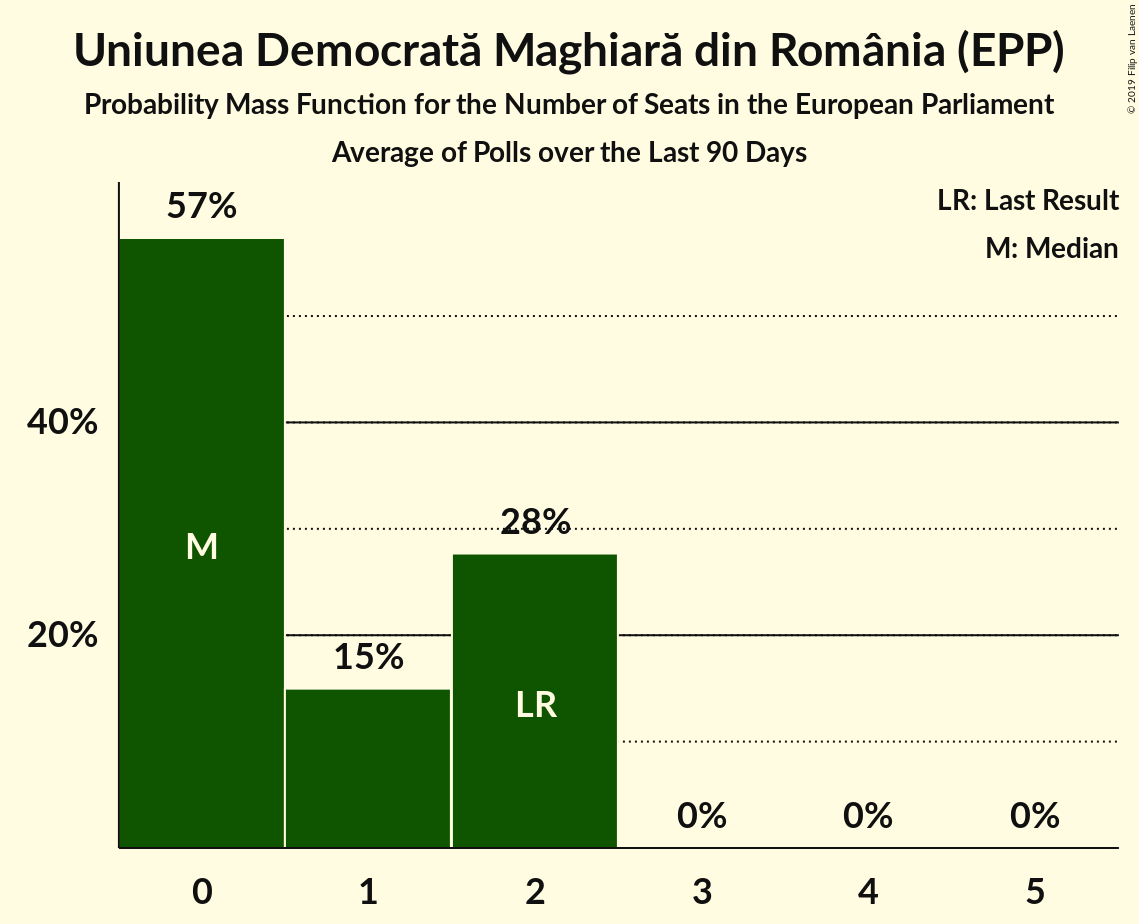 Uniunea Democrată Maghiară din România (EPP)
Probability Mass Function for the Number of Seats in the European Parliament
Average of Polls over the Last 90 Days
© 2019 Filip van Laenen
LR: Last Result
M: Median
57%
40%
28%
M
20%
15%
LR
0% 0% 0%
0 1 2 3 4 5